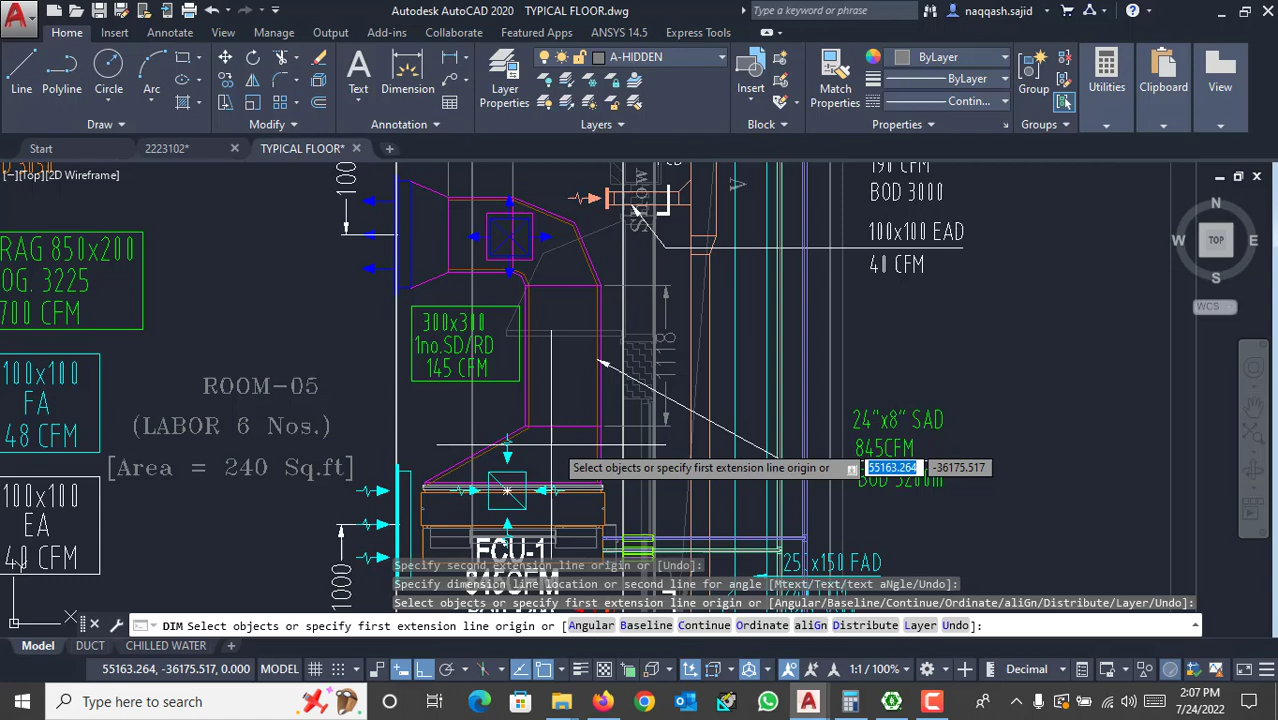 Autodesk AutoCAD 2020 TYPICAL FLOOR.dwg
Type a keyword or phrase
naqqash.sajid
Home Insert Annotate View Manage Output Add-ins Collaborate Featured Apps ANSYS 14.5 Express Tools
Line Polyline Circle Arc
Text Dimension
Layer Properties
A-HIDDEN
Insert
Match Properties
ByLayer
ByLayer
Contin...
Group
Utilities Clipboard View
Draw Modify Annotation Layers Block Properties Groups
Start 2223102* TYPICAL FLOOR*
[−][Top][2D Wireframe]
190 CFM
BOD 3000
100x100 EAD
40 CFM
RAG 850x200
OG. 3225
700 CFM
100x100
FA
48 CFM
100x100
EA
40 CFM
ROOM-05
(LABOR 6 Nos.)
[Area = 240 Sq.ft]
100
1000
300x300
1no.SD/RD
145 CFM
1118
A
24"x8" SAD
845CFM
BOD 3200m
FCU-1
845CFM
N
W TOP E
S
WCS
X
Select objects or specify first extension line origin or 55163.264 -36175.517
Specify second extension line origin or [Undo]:
Specify dimension line location or second line for angle [Mtext/Text/text aNgle/Undo]:
Select objects or specify first extension line origin or [Angular/Baseline/Continue/Ordinate/aliGn/Distribute/Layer/Undo]:
DIM Select objects or specify first extension line origin or [Angular Baseline Continue Ordinate aliGn Distribute Layer Undo]:
Model DUCT CHILLED WATER
55163.264, -36175.517, 0.000 MODEL 1:1 / 100% Decimal
Type here to search
2:07 PM
7/24/2022